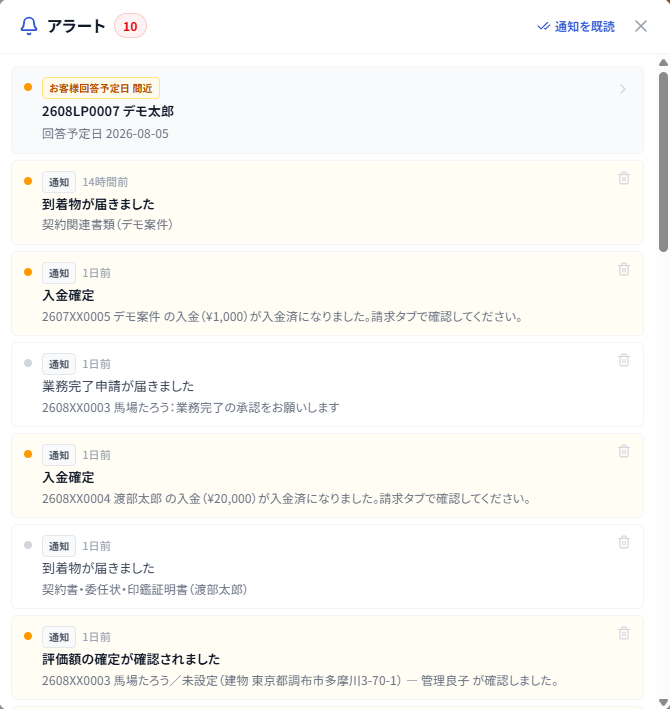 アラート 10 通知を既読
お客様回答予定日 間近
2608LP0007 デモ太郎
回答予定日 2026-08-05
通知 14時間前
到着物が届きました
契約関連書類（デモ案件）
通知 1日前
入金確定
2607XX0005 デモ案件 の入金（¥1,000）が入金済になりました。請求タブで確認してください。
通知 1日前
業務完了申請が届きました
2608XX0003 馬場たろう：業務完了の承認をお願いします
通知 1日前
入金確定
2608XX0004 渡部太郎 の入金（¥20,000）が入金済になりました。請求タブで確認してください。
通知 1日前
到着物が届きました
契約書・委任状・印鑑証明書（渡部太郎）
通知 1日前
評価額の確定が確認されました
2608XX0003 馬場たろう／未設定（建物 東京都調布市多摩川3-70-1） — 管理良子 が確認しました。